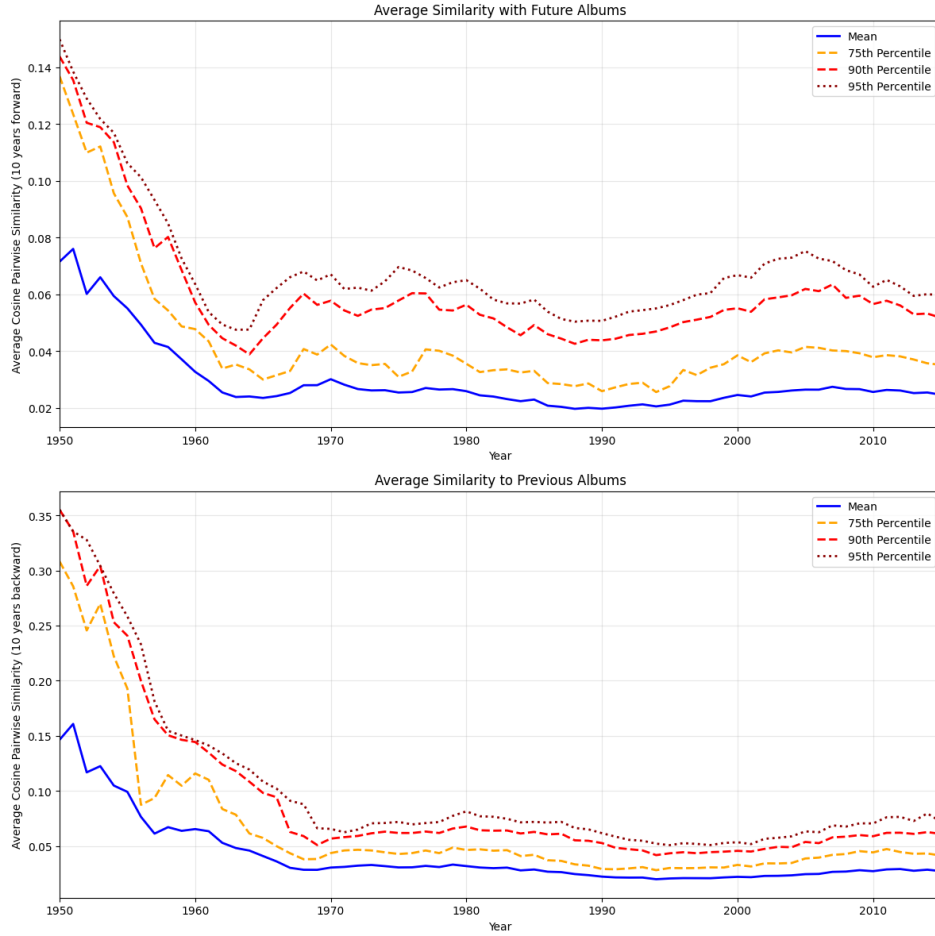 Average Similarity with Future Albums
Average Cosine Pairwise Similarity (10 years forward)
0.14
0.12
0.10
0.08
0.06
0.04
0.02
Mean
75th Percentile
90th Percentile
95th Percentile
1950 1960 1970 1980 1990 2000 2010
Year
Average Similarity to Previous Albums
Average Cosine Pairwise Similarity (10 years backward)
0.35
0.30
0.25
0.20
0.15
0.10
0.05
Mean
75th Percentile
90th Percentile
95th Percentile
1950 1960 1970 1980 1990 2000 2010
Year